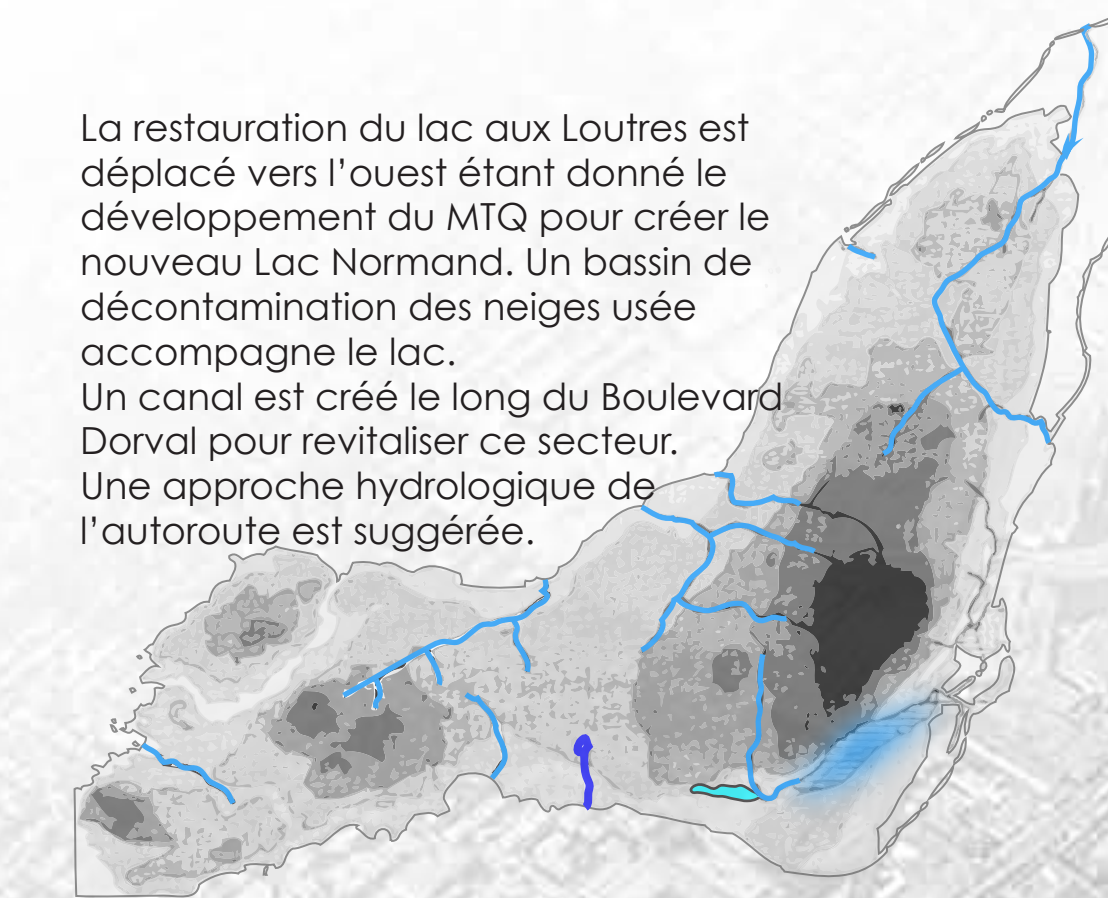 La restauration du lac aux Loutres est
déplacé vers l’ouest étant donné le
développement du MTQ pour créer le
nouveau Lac Normand. Un bassin de
décontamination des neiges usée
accompagne le lac.
Un canal est créé le long du Boulevard
Dorval pour revitaliser ce secteur.
Une approche hydrologique de
l’autoroute est suggérée.